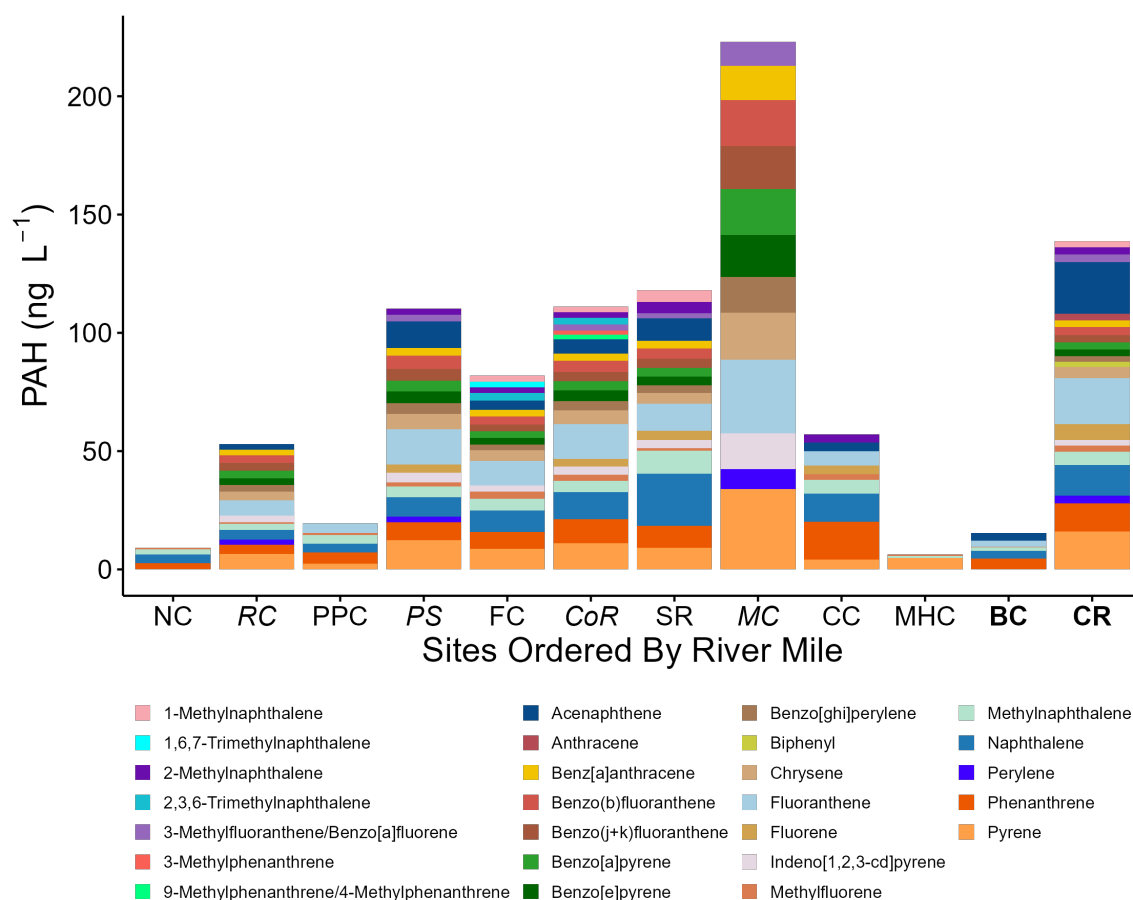 PAH (ng L⁻¹)
200
150
100
50
0
NC RC PPC PS FC CoR SR MC CC MHC BC CR
Sites Ordered By River Mile
1-Methylnaphthalene Acenaphthene Benzo[ghi]perylene Methylnaphthalene
1,6,7-Trimethylnaphthalene Anthracene Biphenyl Naphthalene
2-Methylnaphthalene Benz[a]anthracene Chrysene Perylene
2,3,6-Trimethylnaphthalene Benzo(b)fluoranthene Fluoranthene Phenanthrene
3-Methylfluoranthene/Benzo[a]fluorene Benzo(j+k)fluoranthene Fluorene Pyrene
3-Methylphenanthrene Benzo[a]pyrene Indeno[1,2,3-cd]pyrene
9-Methylphenanthrene/4-Methylphenanthrene Benzo[e]pyrene Methylfluorene